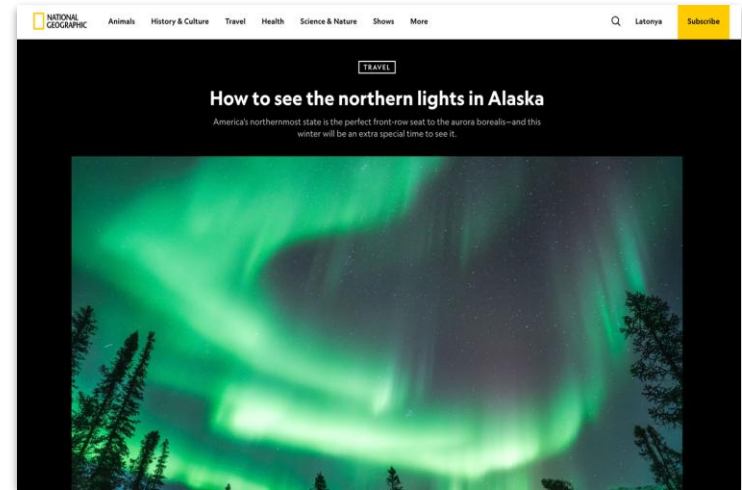 NATIONAL
GEOGRAPHIC
Animals History & Culture Travel Health Science & Nature Shows More
Latonya
Subscribe
TRAVEL
How to see the northern lights in Alaska
America's northernmost state is the perfect front-row seat to the aurora borealis—and this
winter will be an extra special time to see it.